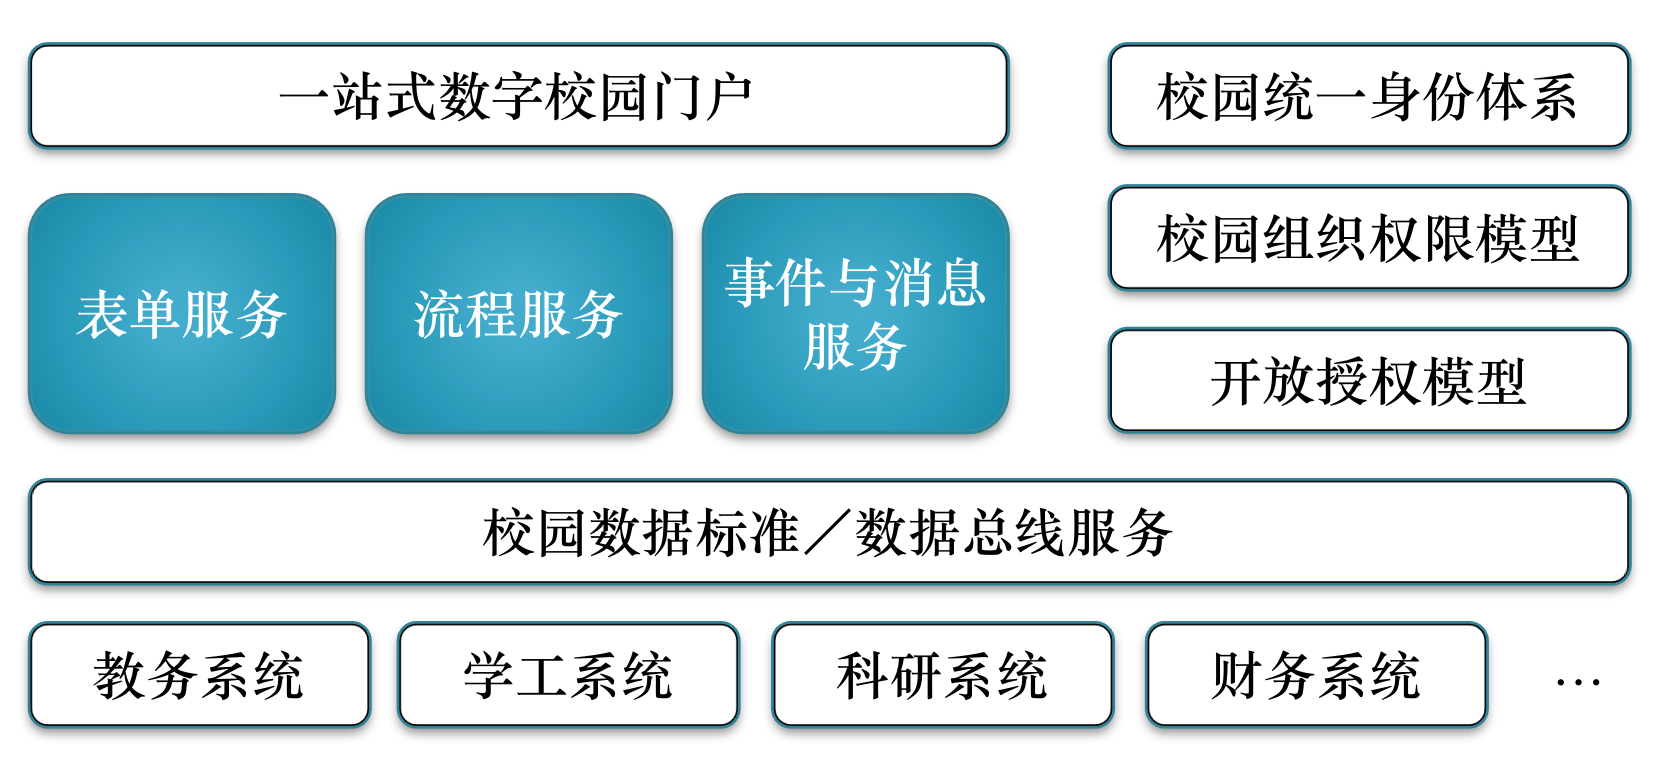 一站式数字校园门户
校园统一身份体系
校园组织权限模型
开放授权模型
表单服务
流程服务
事件与消息
服务
校园数据标准／数据总线服务
教务系统
学工系统
科研系统
财务系统
…